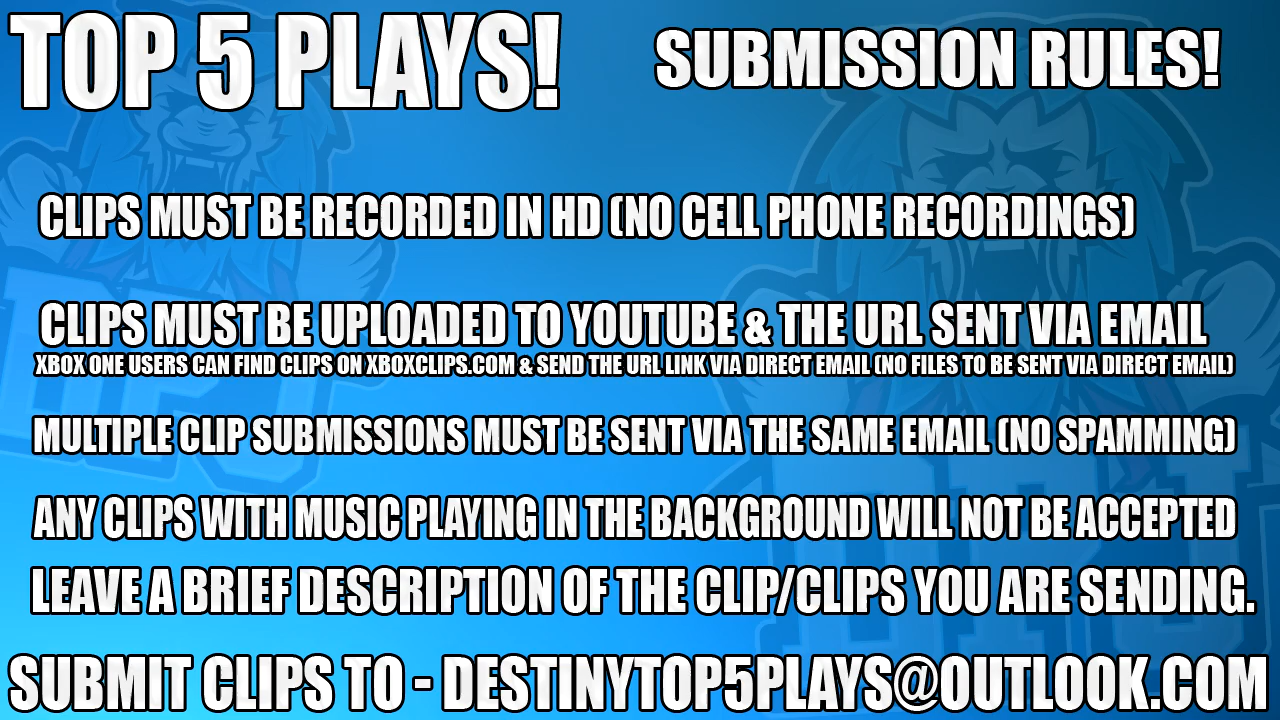 TOP 5 PLAYS!
SUBMISSION RULES!
CLIPS MUST BE RECORDED IN HD (NO CELL PHONE RECORDINGS)
CLIPS MUST BE UPLOADED TO YOUTUBE & THE URL SENT VIA EMAIL
XBOX ONE USERS CAN FIND CLIPS ON XBOXCLIPS.COM & SEND THE URL LINK VIA DIRECT EMAIL (NO FILES TO BE SENT VIA DIRECT EMAIL)
MULTIPLE CLIP SUBMISSIONS MUST BE SENT VIA THE SAME EMAIL (NO SPAMMING)
ANY CLIPS WITH MUSIC PLAYING IN THE BACKGROUND WILL NOT BE ACCEPTED
LEAVE A BRIEF DESCRIPTION OF THE CLIP/CLIPS YOU ARE SENDING.
SUBMIT CLIPS TO - DESTINYTOP5PLAYS@OUTLOOK.COM